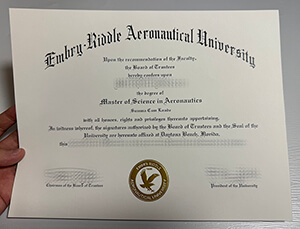 Embry-Riddle Aeronautical University
Upon the recommendation of the Faculty,
the Board of Trustees
hereby confers upon
the degree of
Master of Science in Aeronautics
Summa Cum Laude
with all honors, rights and privileges thereunto appertaining.
In witness whereof, the signatures authorized by the Board of Trustees and the Seal of the
University are hereunto affixed at Daytona Beach, Florida,
this
Chairman of the Board of Trustees
President of the University